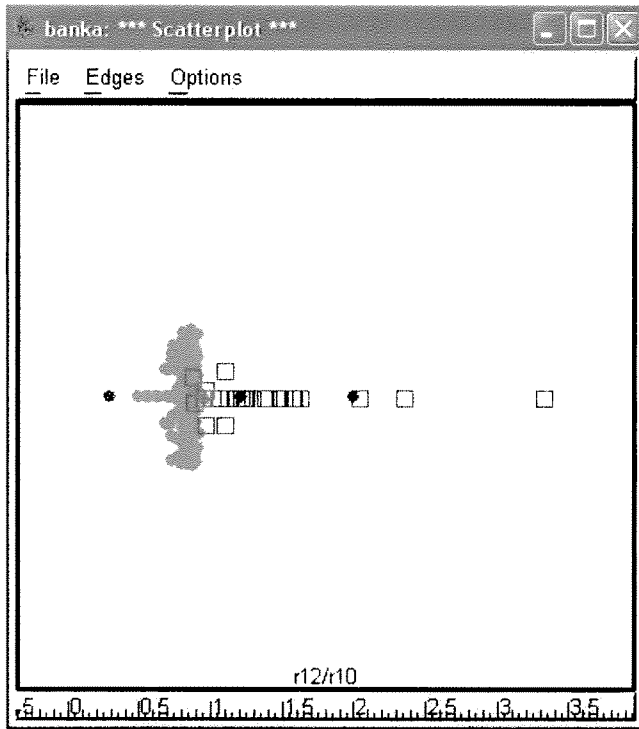 banka: *** Scatterplot ***
File Edges Options
r12/r10
-.5 |0 |0.5 |1 |1.5 |2 |2.5 |3 |3.5